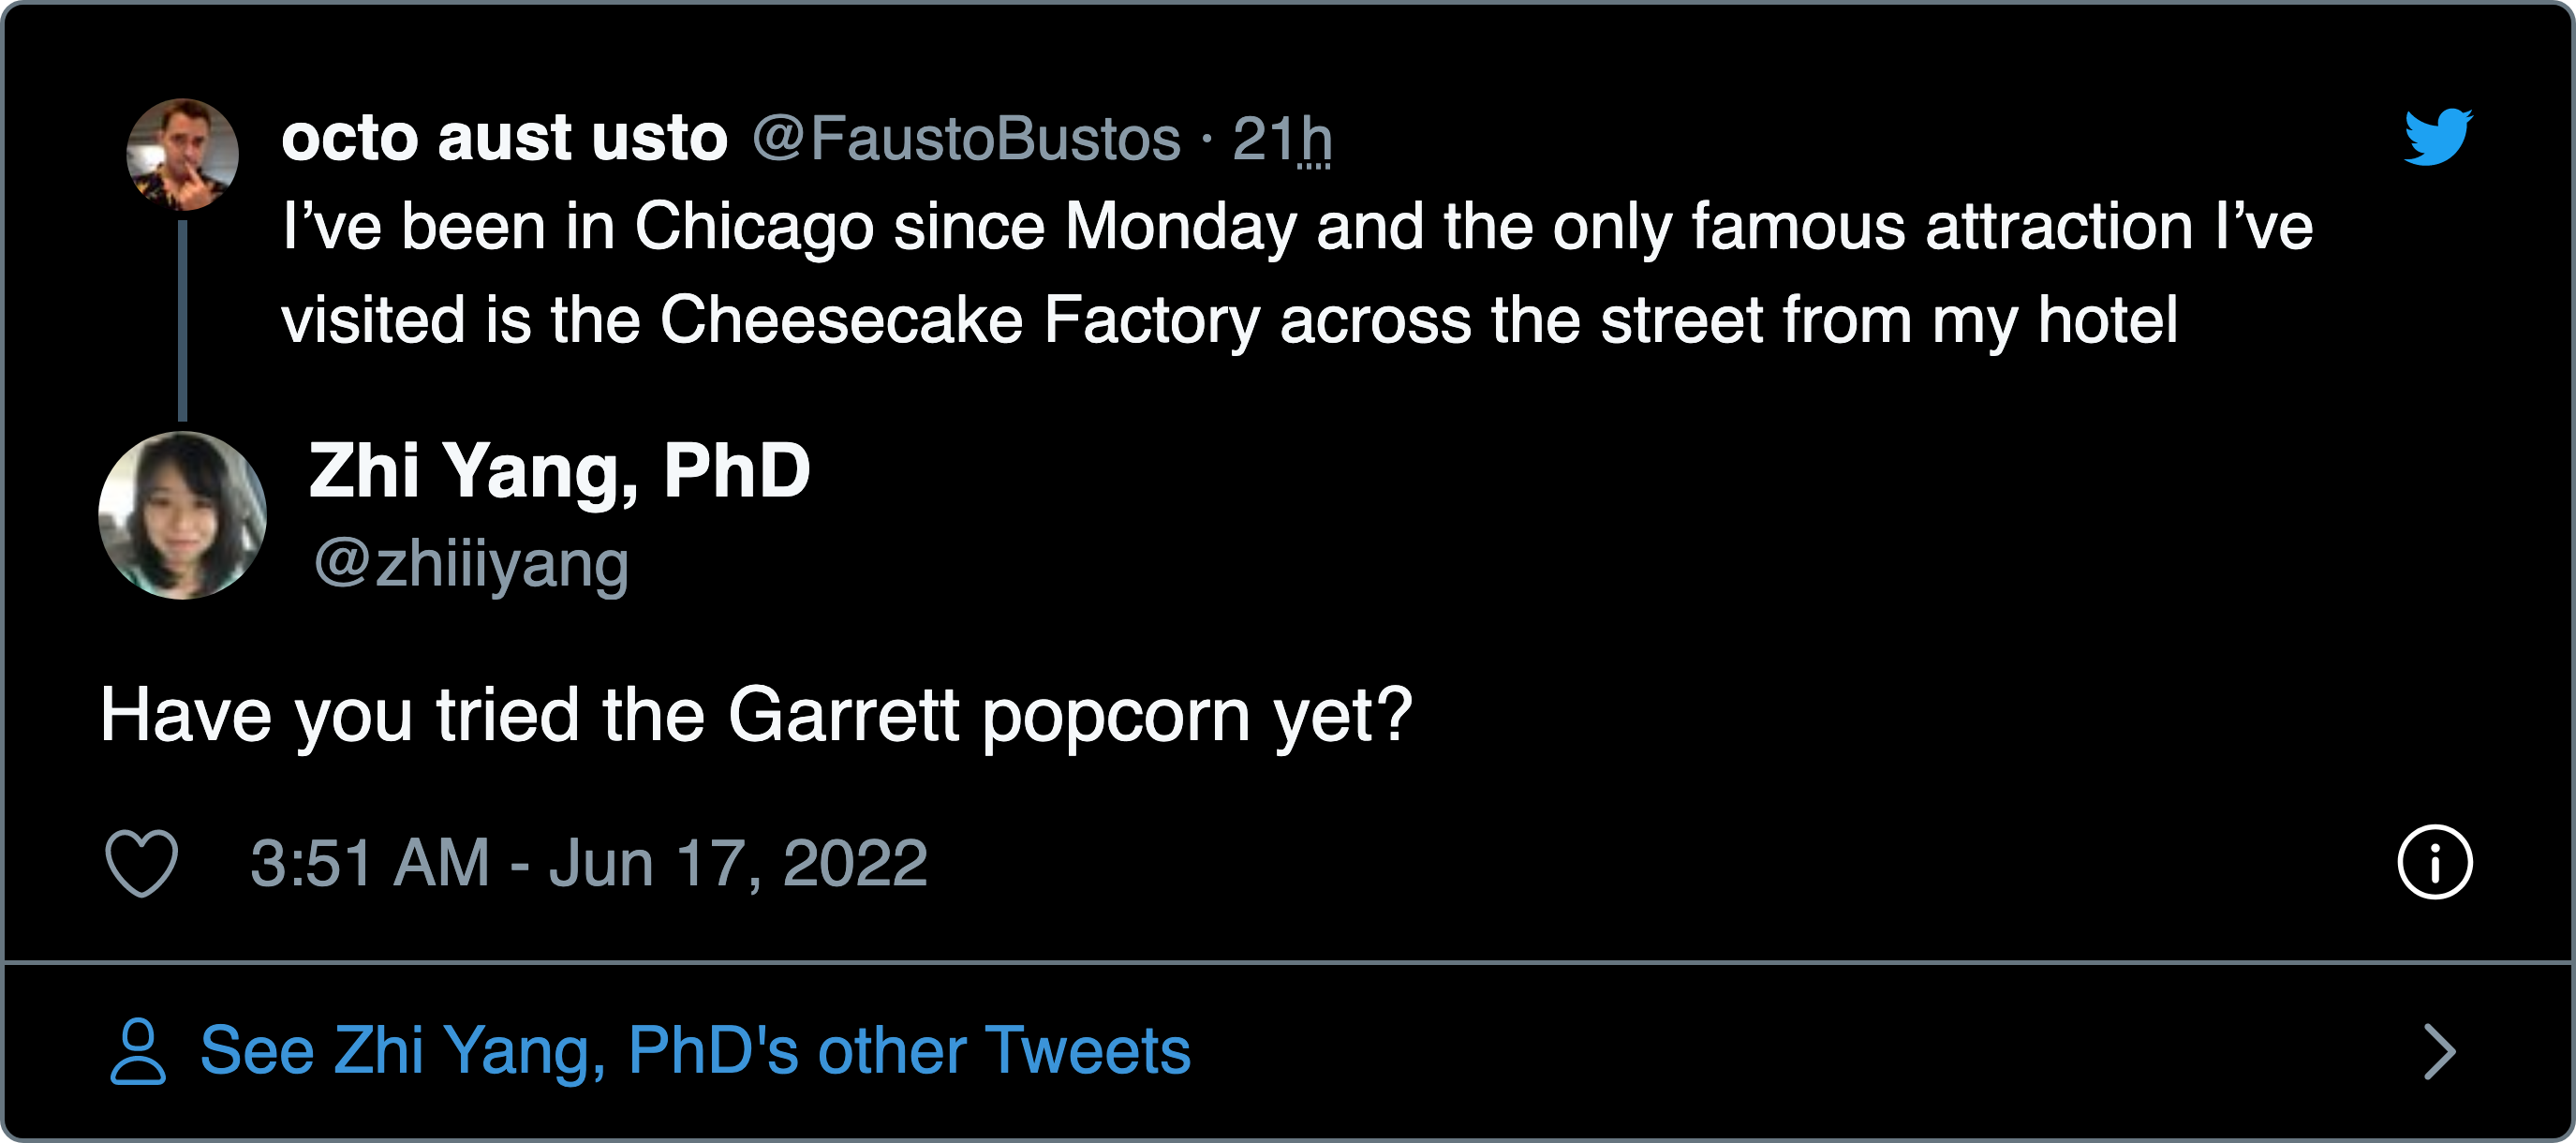 octo aust usto @FaustoBustos · 21h
I’ve been in Chicago since Monday and the only famous attraction I’ve
visited is the Cheesecake Factory across the street from my hotel
Zhi Yang, PhD
@zhiiiyang
Have you tried the Garrett popcorn yet?
3:51 AM - Jun 17, 2022
See Zhi Yang, PhD's other Tweets